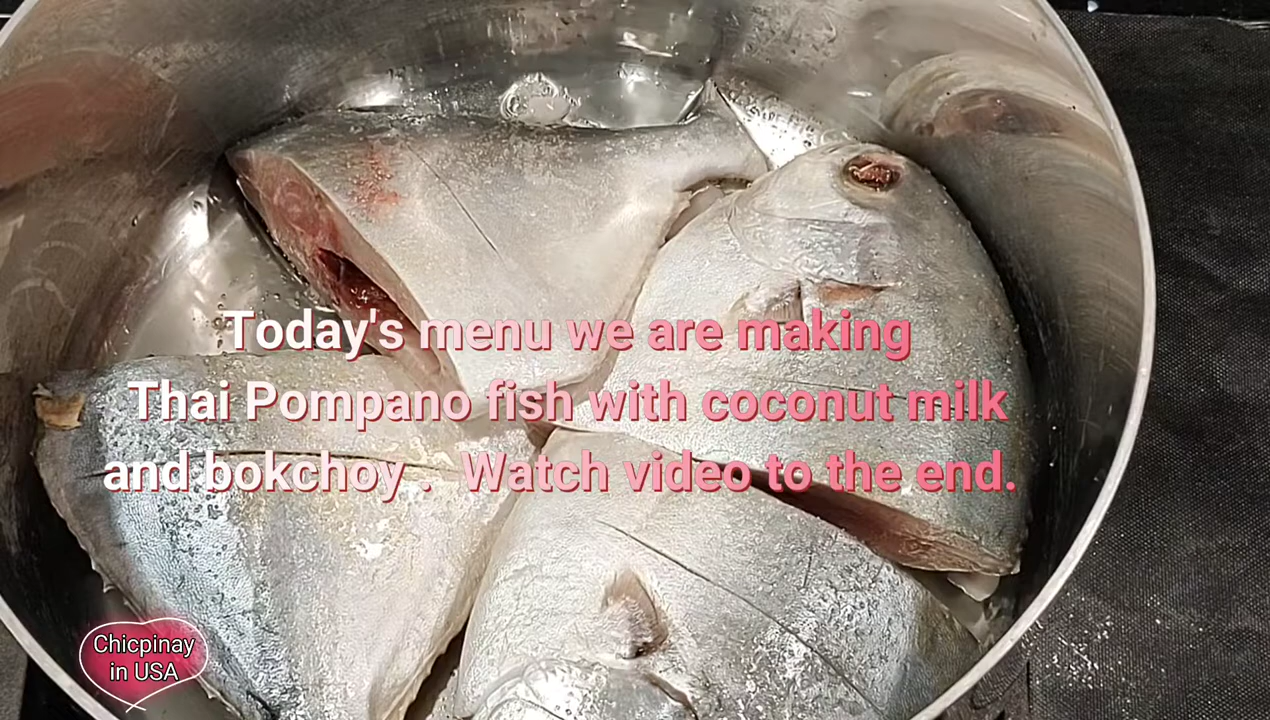 Today's menu we are making
Thai Pompano fish with coconut milk
and bokchoy . Watch video to the end.
Chicpinay
in USA